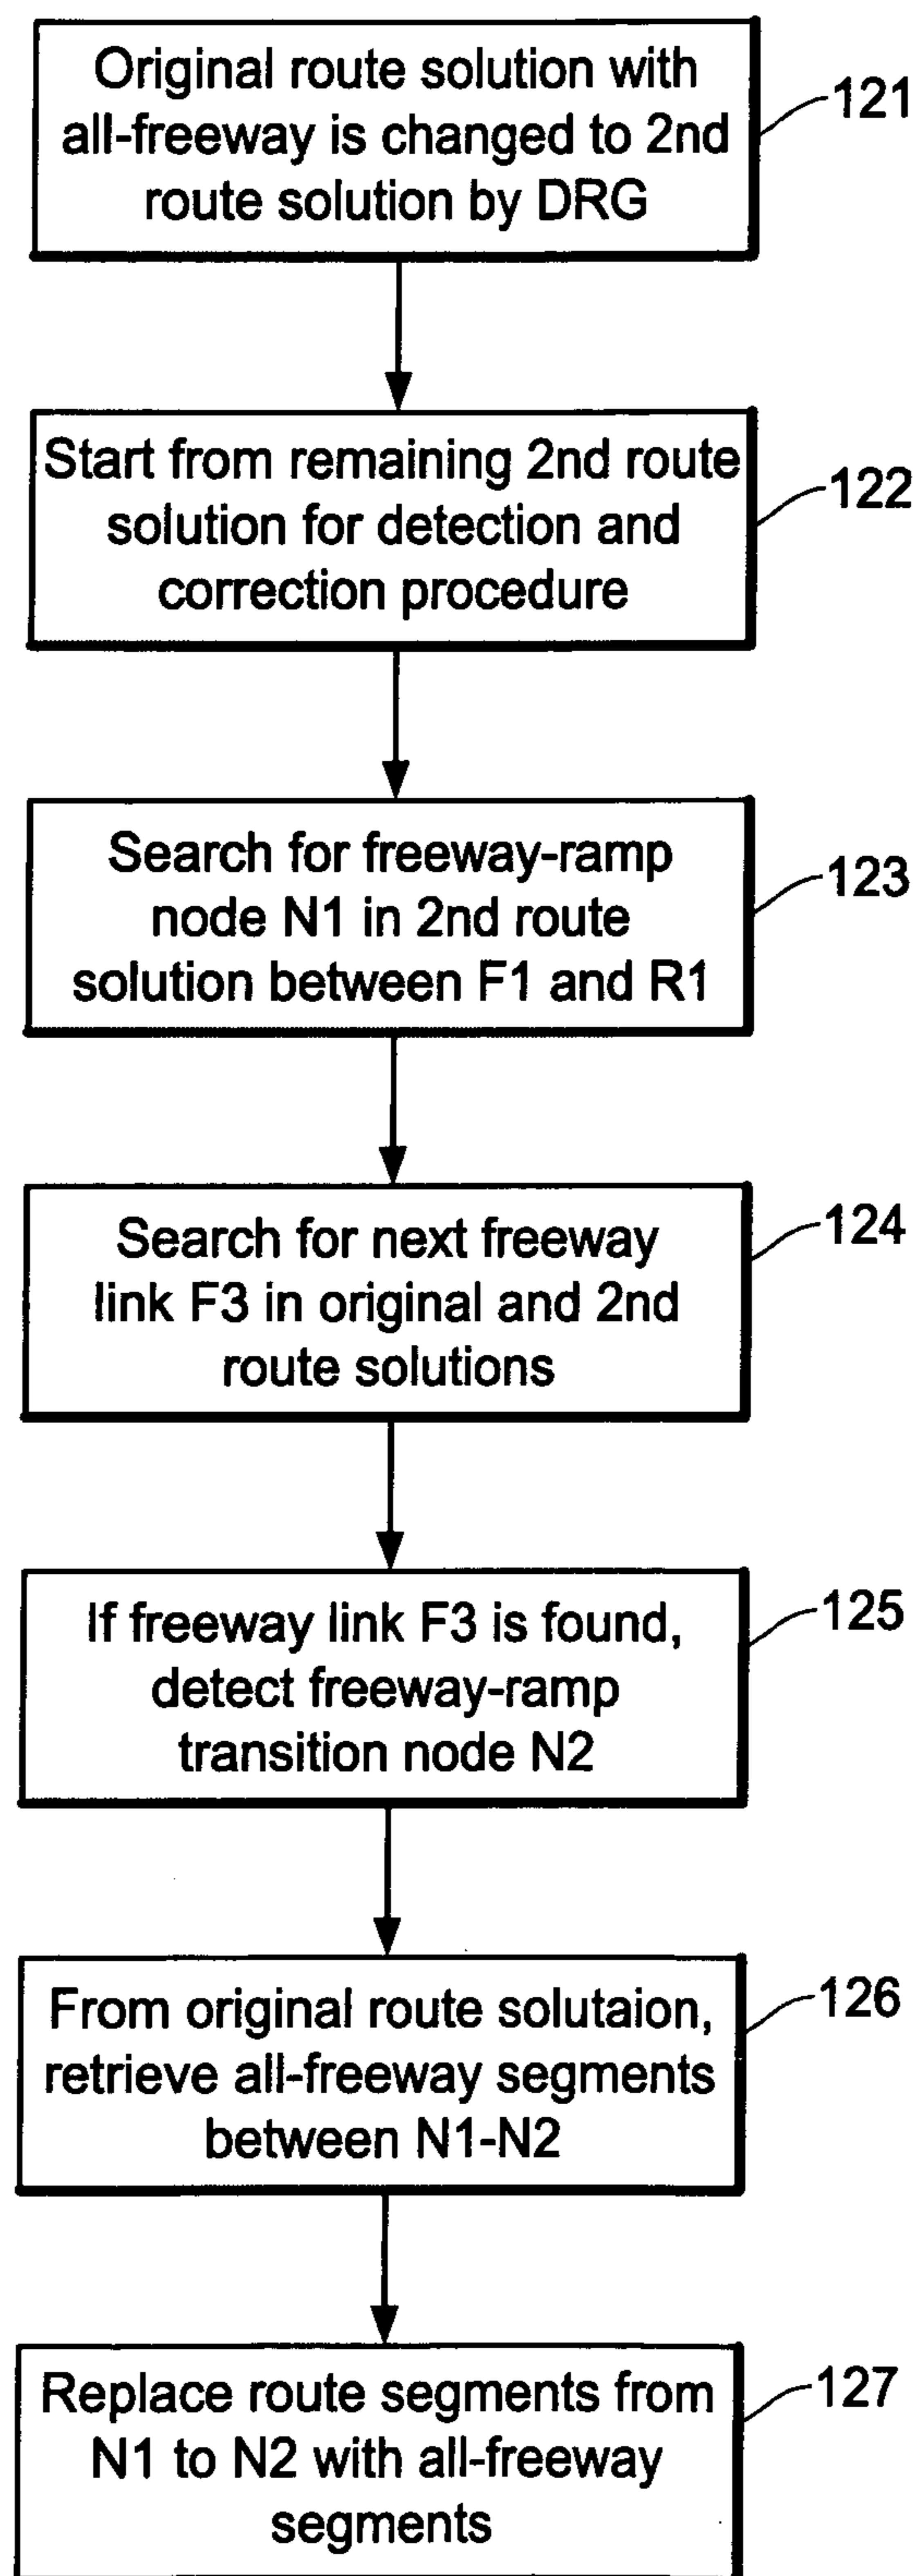 Original route solution with
all-freeway is changed to 2nd
route solution by DRG
121
Start from remaining 2nd route
solution for detection and
correction procedure
122
Search for freeway-ramp
node N1 in 2nd route
solution between F1 and R1
123
Search for next freeway
link F3 in original and 2nd
route solutions
124
If freeway link F3 is found,
detect freeway-ramp
transition node N2
125
From original route solutaion,
retrieve all-freeway segments
between N1-N2
126
Replace route segments from
N1 to N2 with all-freeway
segments
127